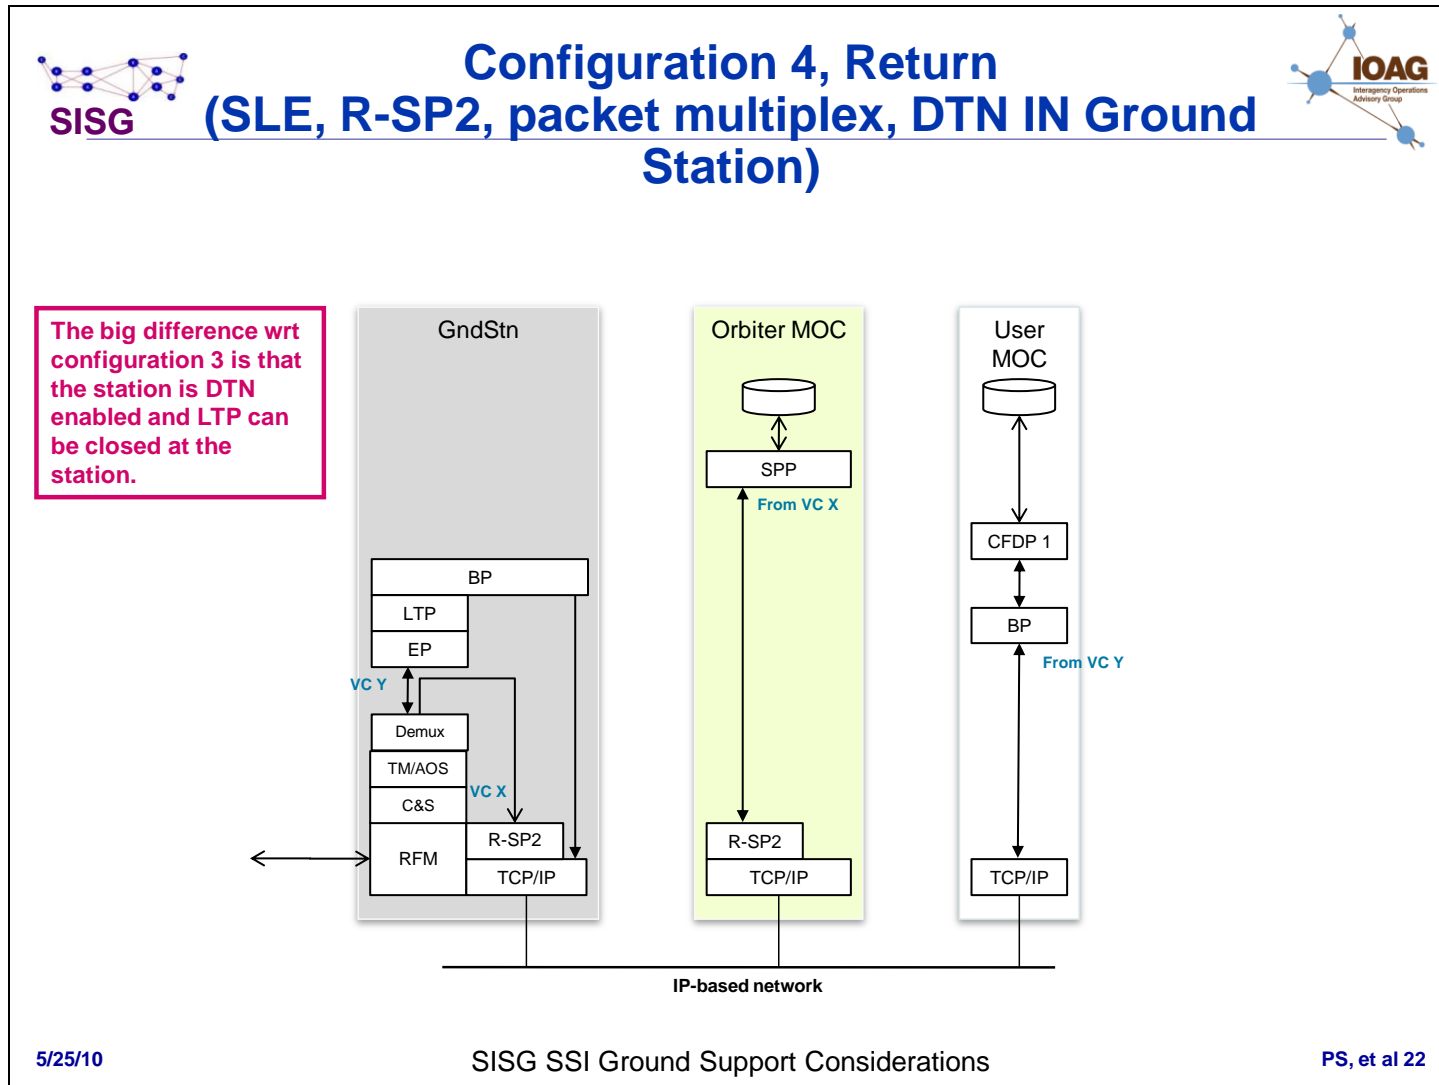 SISG
Configuration 4, Return
(SLE, R-SP2, packet multiplex, DTN IN Ground
Station)
IOAG
Interagency Operations
Advisory Group
The big difference wrt
configuration 3 is that
the station is DTN
enabled and LTP can
be closed at the
station.
GndStn
BP
LTP
EP
VC Y
Demux
TM/AOS
VC X
C&S
RFM
R-SP2
TCP/IP
Orbiter MOC
SPP
From VC X
R-SP2
TCP/IP
User
MOC
CFDP 1
BP
From VC Y
TCP/IP
IP-based network
5/25/10
SISG SSI Ground Support Considerations
PS, et al 22